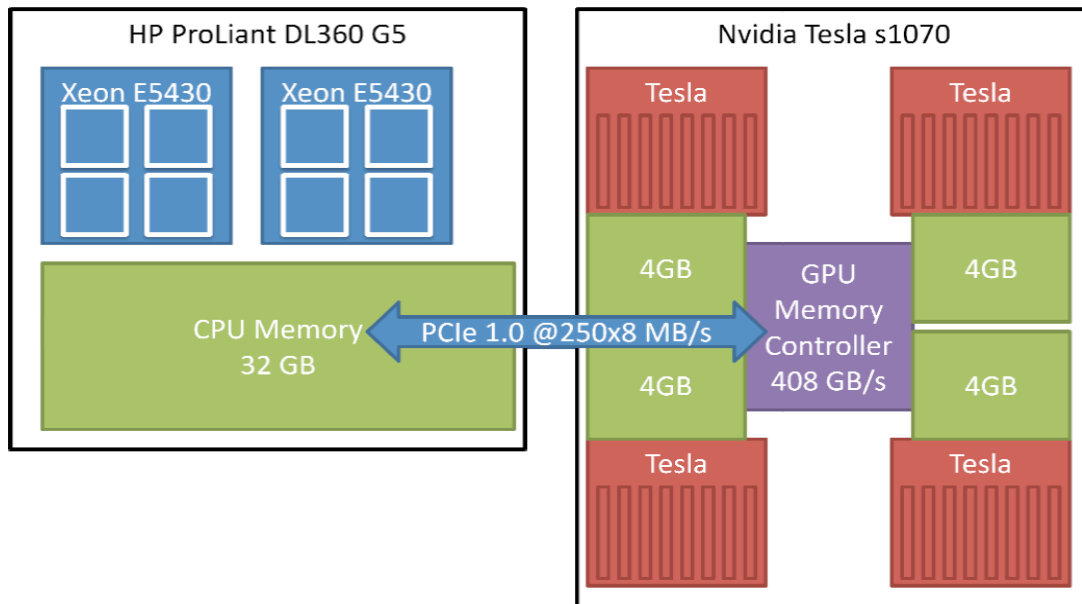 HP ProLiant DL360 G5
Xeon E5430
Xeon E5430
CPU Memory
32 GB
PCIe 1.0 @250x8 MB/s
Nvidia Tesla s1070
Tesla
Tesla
4GB
4GB
GPU
Memory
Controller
408 GB/s
4GB
4GB
Tesla
Tesla